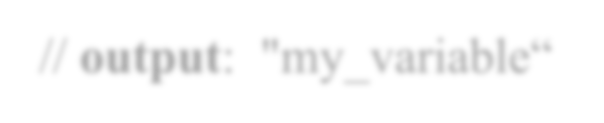 // output: "my_variable“